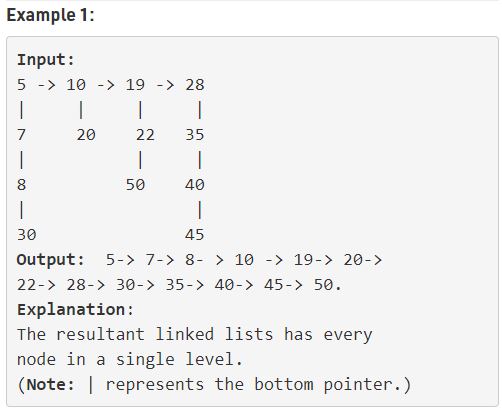 Example 1:
Input:
5 -> 10 -> 19 -> 28
|     |     |     |
7     20    22   35
|           |     |
8          50    40
|                 |
30               45
Output:  5-> 7-> 8- > 10 -> 19-> 20->
22-> 28-> 30-> 35-> 40-> 45-> 50.
Explanation:
The resultant linked lists has every
node in a single level.
(Note: | represents the bottom pointer.)